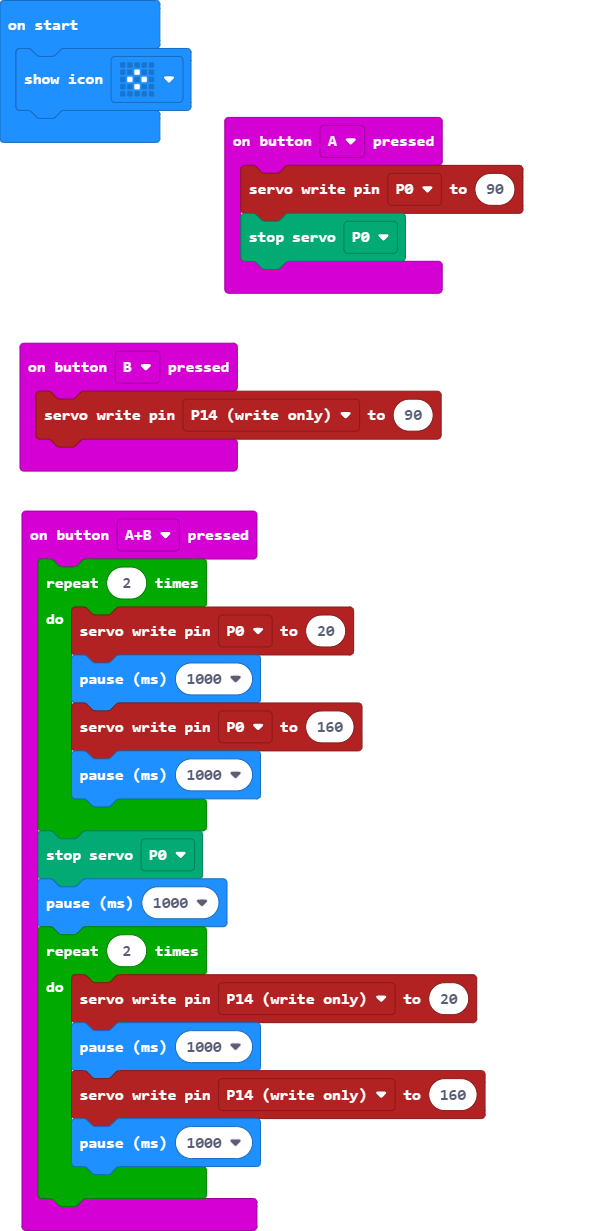 on start
show icon
on button A pressed
servo write pin P0 to 90
stop servo P0
on button B pressed
servo write pin P14 (write only) to 90
on button A+B pressed
repeat 2 times
do
servo write pin P0 to 20
pause (ms) 1000
servo write pin P0 to 160
pause (ms) 1000
stop servo P0
pause (ms) 1000
repeat 2 times
do
servo write pin P14 (write only) to 20
pause (ms) 1000
servo write pin P14 (write only) to 160
pause (ms) 1000